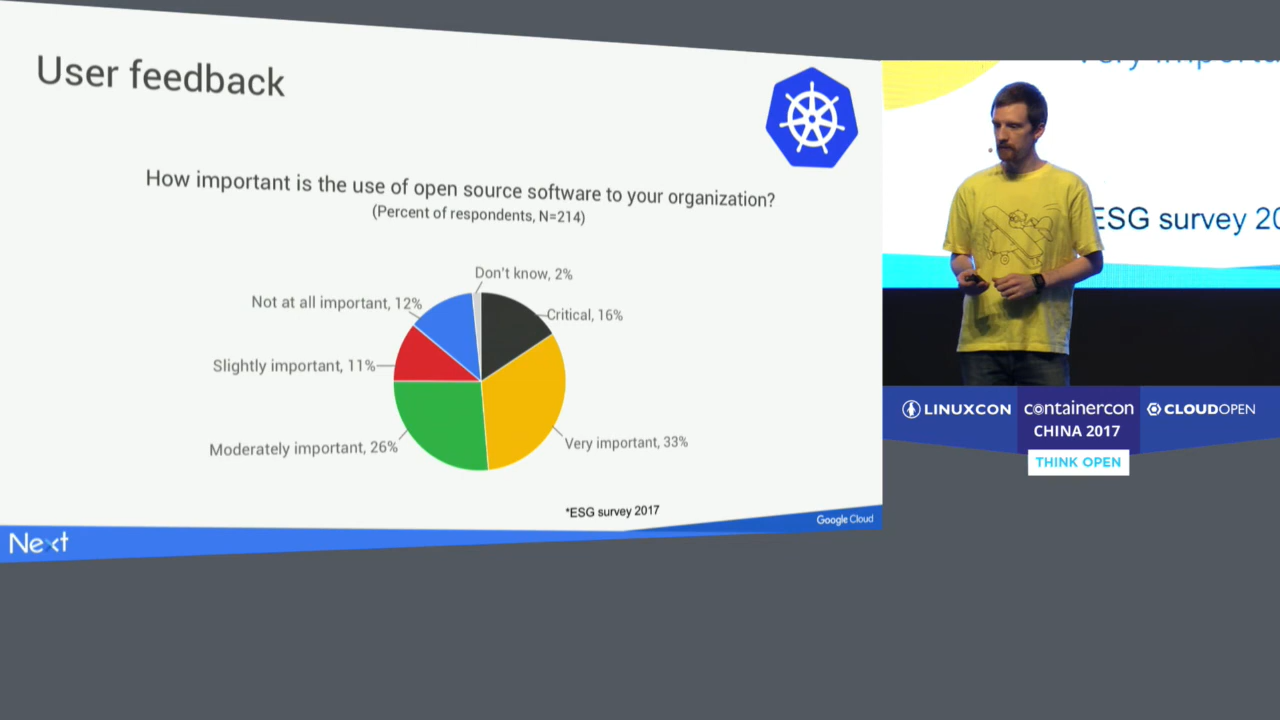 User feedback
How important is the use of open source software to your organization?
(Percent of respondents, N=214)
Don't know, 2%
Not at all important, 12%
Critical, 16%
Slightly important, 11%
Very important, 33%
Moderately important, 26%
*ESG survey 2017
Next
Google Cloud
Very importa
ESG survey 20
LINUXCON
containercon
CLOUDOPEN
CHINA 2017
THINK OPEN